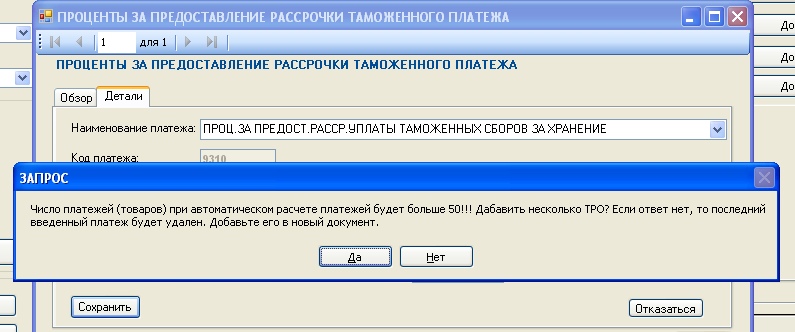 ПРОЦЕНТЫ ЗА ПРЕДОСТАВЛЕНИЕ РАССРОЧКИ ТАМОЖЕННОГО ПЛАТЕЖА
1 для 1
До
ПРОЦЕНТЫ ЗА ПРЕДОСТАВЛЕНИЕ РАССРОЧКИ ТАМОЖЕННОГО ПЛАТЕЖА
До
До
Обзор Детали
Наименование платежа: ПРОЦ.ЗА ПРЕДОСТ.РАССР.УПЛАТЫ ТАМОЖЕННЫХ СБОРОВ ЗА ХРАНЕНИЕ
Код платежа: 9310
ЗАПРОС
Число платежей (товаров) при автоматическом расчете платежей будет больше 50!!! Дабавить несколько ТРО? Если ответ нет, то последний
введенный платеж будет удален. Добавьте его в новый документ.
Да Нет
Сохранить Отказаться